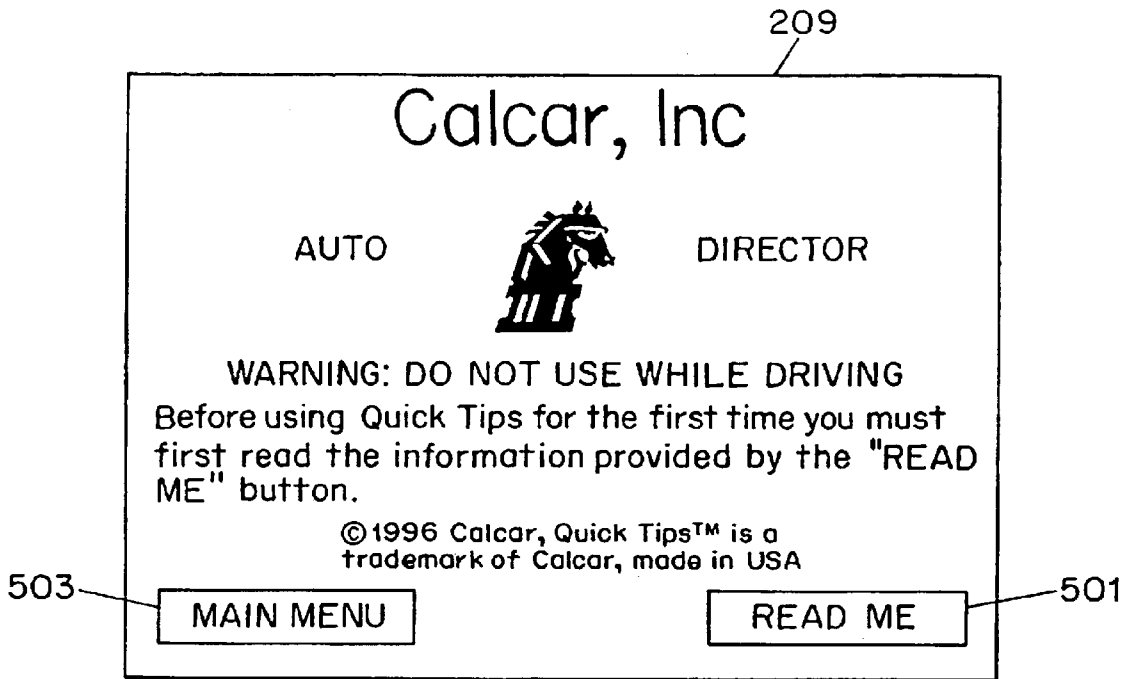 209
Calcar, Inc
AUTO DIRECTOR
WARNING: DO NOT USE WHILE DRIVING
Before using Quick Tips for the first time you must
first read the information provided by the "READ
ME" button.
©1996 Calcar, Quick Tips™ is a
trademark of Calcar, made in USA
503 MAIN MENU READ ME 501